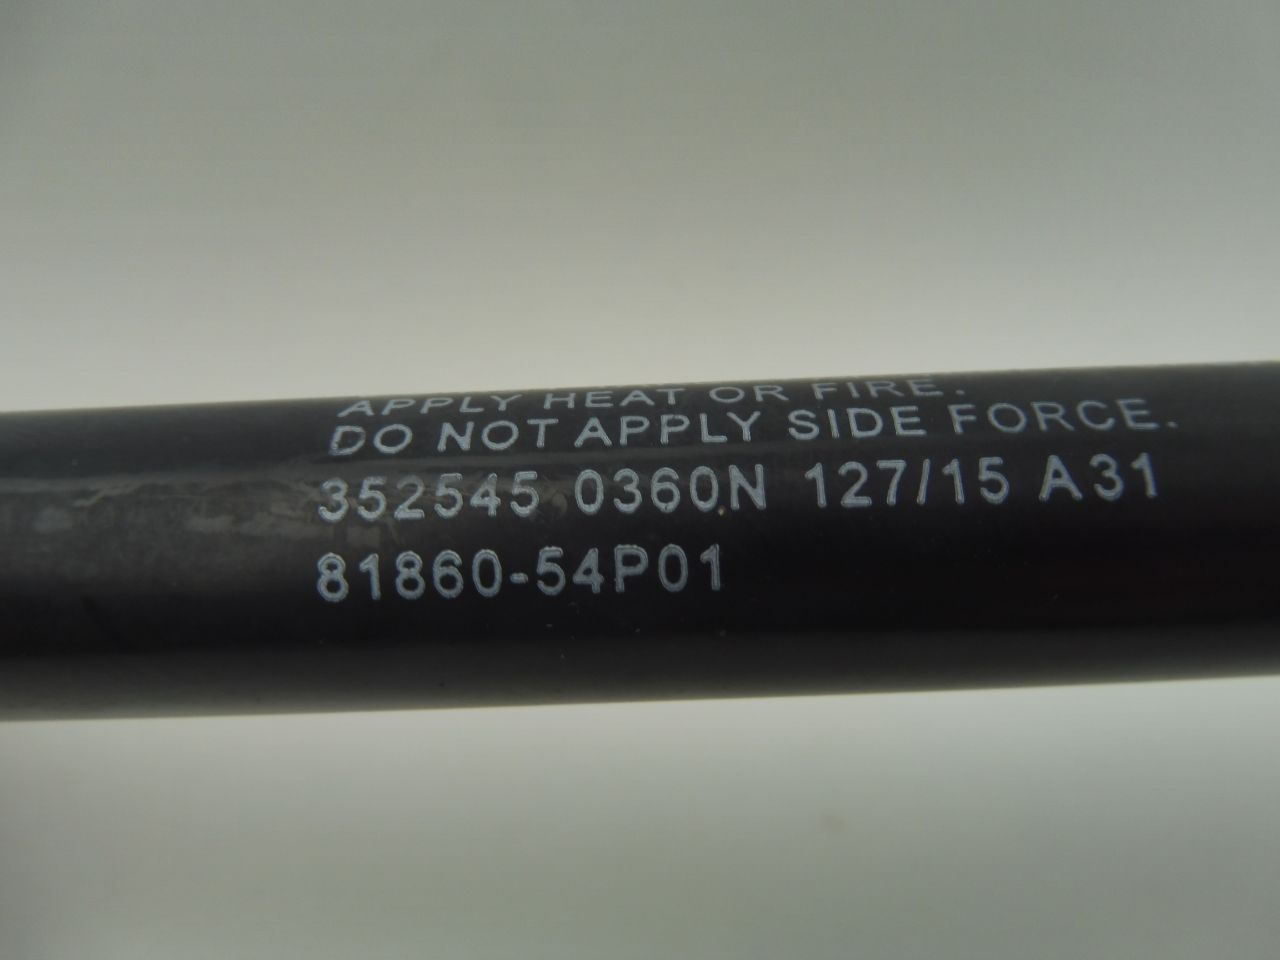 APPLY HEAT OR FIRE.
DO NOT APPLY SIDE FORCE.
352545 0360N 127/15 A31
81860-54P01